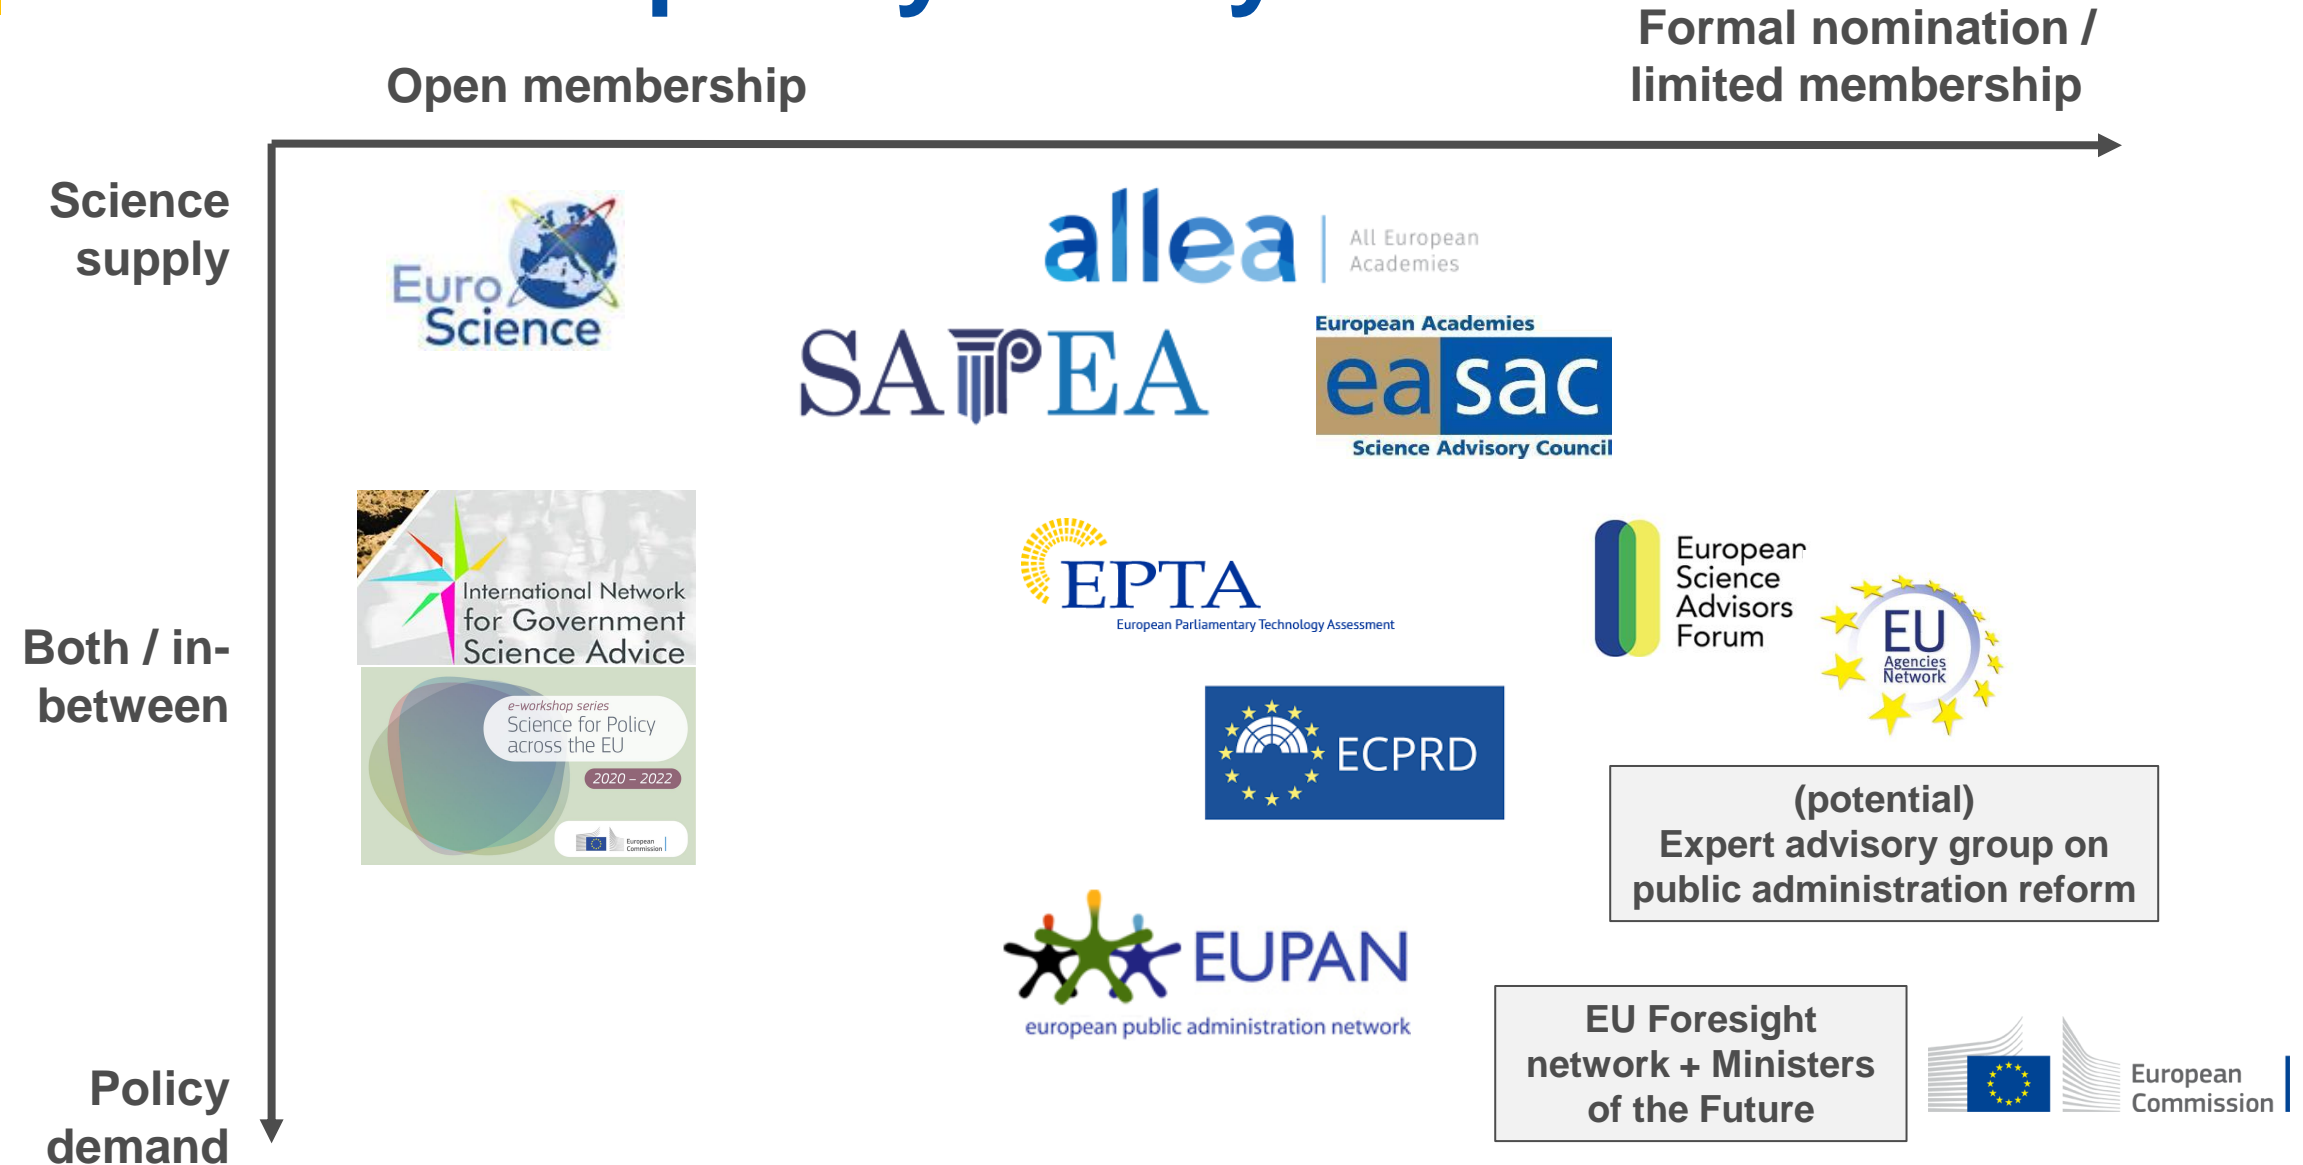 Formal nomination /
limited membership
Open membership
Science
supply
Euro
Science
allea
All European
Academies
SAPEA
European Academies
easac
Science Advisory Council
International Network
for Government
Science Advice
Both / in-
between
e-workshop series
Science for Policy
across the EU
2020 – 2022
European
Commission
EPTA
European Parliamentary Technology Assessment
European
Science
Advisors
Forum
EU
Agencies
Network
ECPRD
(potential)
Expert advisory group on
public administration reform
EUPAN
european public administration network
Policy
demand
EU Foresight
network + Ministers
of the Future
European
Commission